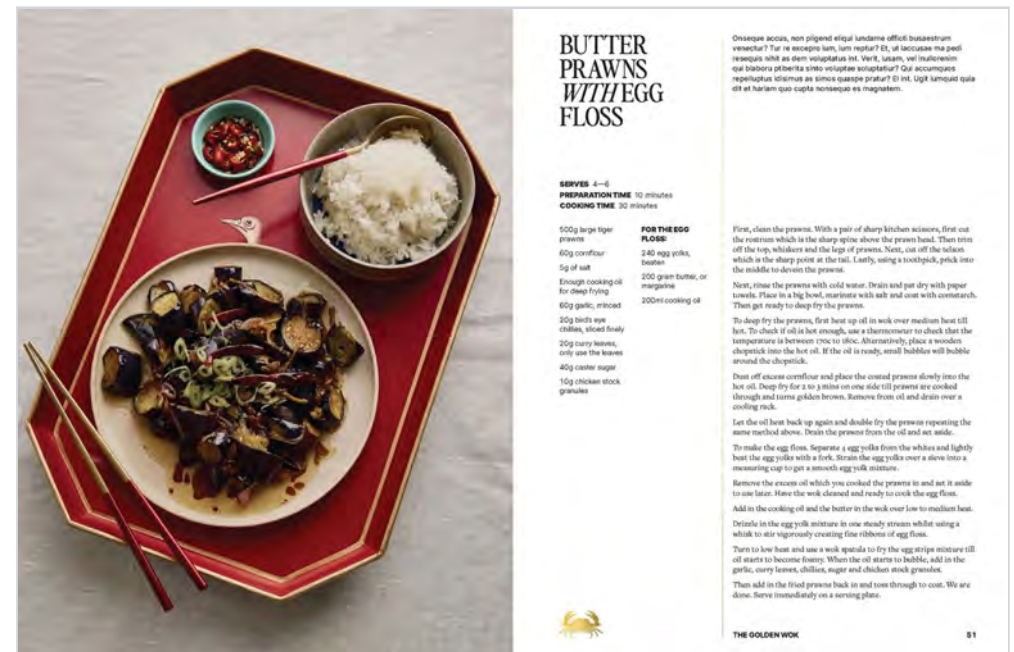 BUTTER
PRAWNS
WITH EGG
FLOSS
Onseque accus, non pligend eliqui iundame officti busaestrum
venectur? Tur re excepro ium, ium reptur? Et, ut laccusae ma pedi
resequis nihit as dem voluptatus int. Verit, iusam, vel inullorenim
qui blabora ptiberita sinto voluptae soluptatiur? Qui accumquos
repelluptus idisimus as simos quaspe pratur? Ei int. Ugit iumquid quia
dit et hariam quo cupta nonsequo es magnatem.
SERVES 4—6
PREPARATION TIME 10 minutes
COOKING TIME 30 minutes
500g large tiger
prawns
60g cornflour
5g of salt
Enough cooking oil
for deep frying
60g garlic, minced
20g bird's eye
chillies, sliced finely
20g curry leaves,
only use the leaves
40g caster sugar
10g chicken stock
granules
FOR THE EGG
FLOSS:
240 egg yolks,
beaten
200 gram butter, or
margarine
200ml cooking oil
First, clean the prawns. With a pair of sharp kitchen scissors, first cut
the rostrum which is the sharp spine above the prawn head. Then trim
off the top, whiskers and the legs of prawns. Next, cut off the telson
which is the sharp point at the tail. Lastly, using a toothpick, prick into
the middle to devein the prawns.
Next, rinse the prawns with cold water. Drain and pat dry with paper
towels. Place in a big bowl, marinate with salt and coat with cornstarch.
Then get ready to deep fry the prawns.
To deep fry the prawns, first heat up oil in wok over medium heat till
hot. To check if oil is hot enough, use a thermometer to check that the
temperature is between 170c to 180c. Alternatively, place a wooden
chopstick into the hot oil. If the oil is ready, small bubbles will bubble
around the chopstick.
Dust off excess cornflour and place the coated prawns slowly into the
hot oil. Deep fry for 2 to 3 mins on one side till prawns are cooked
through and turns golden brown. Remove from oil and drain over a
cooling rack.
Let the oil heat back up again and double fry the prawns repeating the
same method above. Drain the prawns from the oil and set aside.
To make the egg floss. Separate 4 egg yolks from the whites and lightly
beat the egg yolks with a fork. Strain the egg yolks over a sieve into a
measuring cup to get a smooth egg yolk mixture.
Remove the excess oil which you cooked the prawns in and set it aside
to use later. Have the wok cleaned and ready to cook the egg floss.
Add in the cooking oil and the butter in the wok over low to medium heat.
Drizzle in the egg yolk mixture in one steady stream whilst using a
whisk to stir vigorously creating fine ribbons of egg floss.
Turn to low heat and use a wok spatula to fry the egg strips mixture till
oil starts to become foamy. When the oil starts to bubble, add in the
garlic, curry leaves, chillies, sugar and chicken stock granules.
Then add in the fried prawns back in and toss through to coat. We are
done. Serve immediately on a serving plate.
THE GOLDEN WOK
51